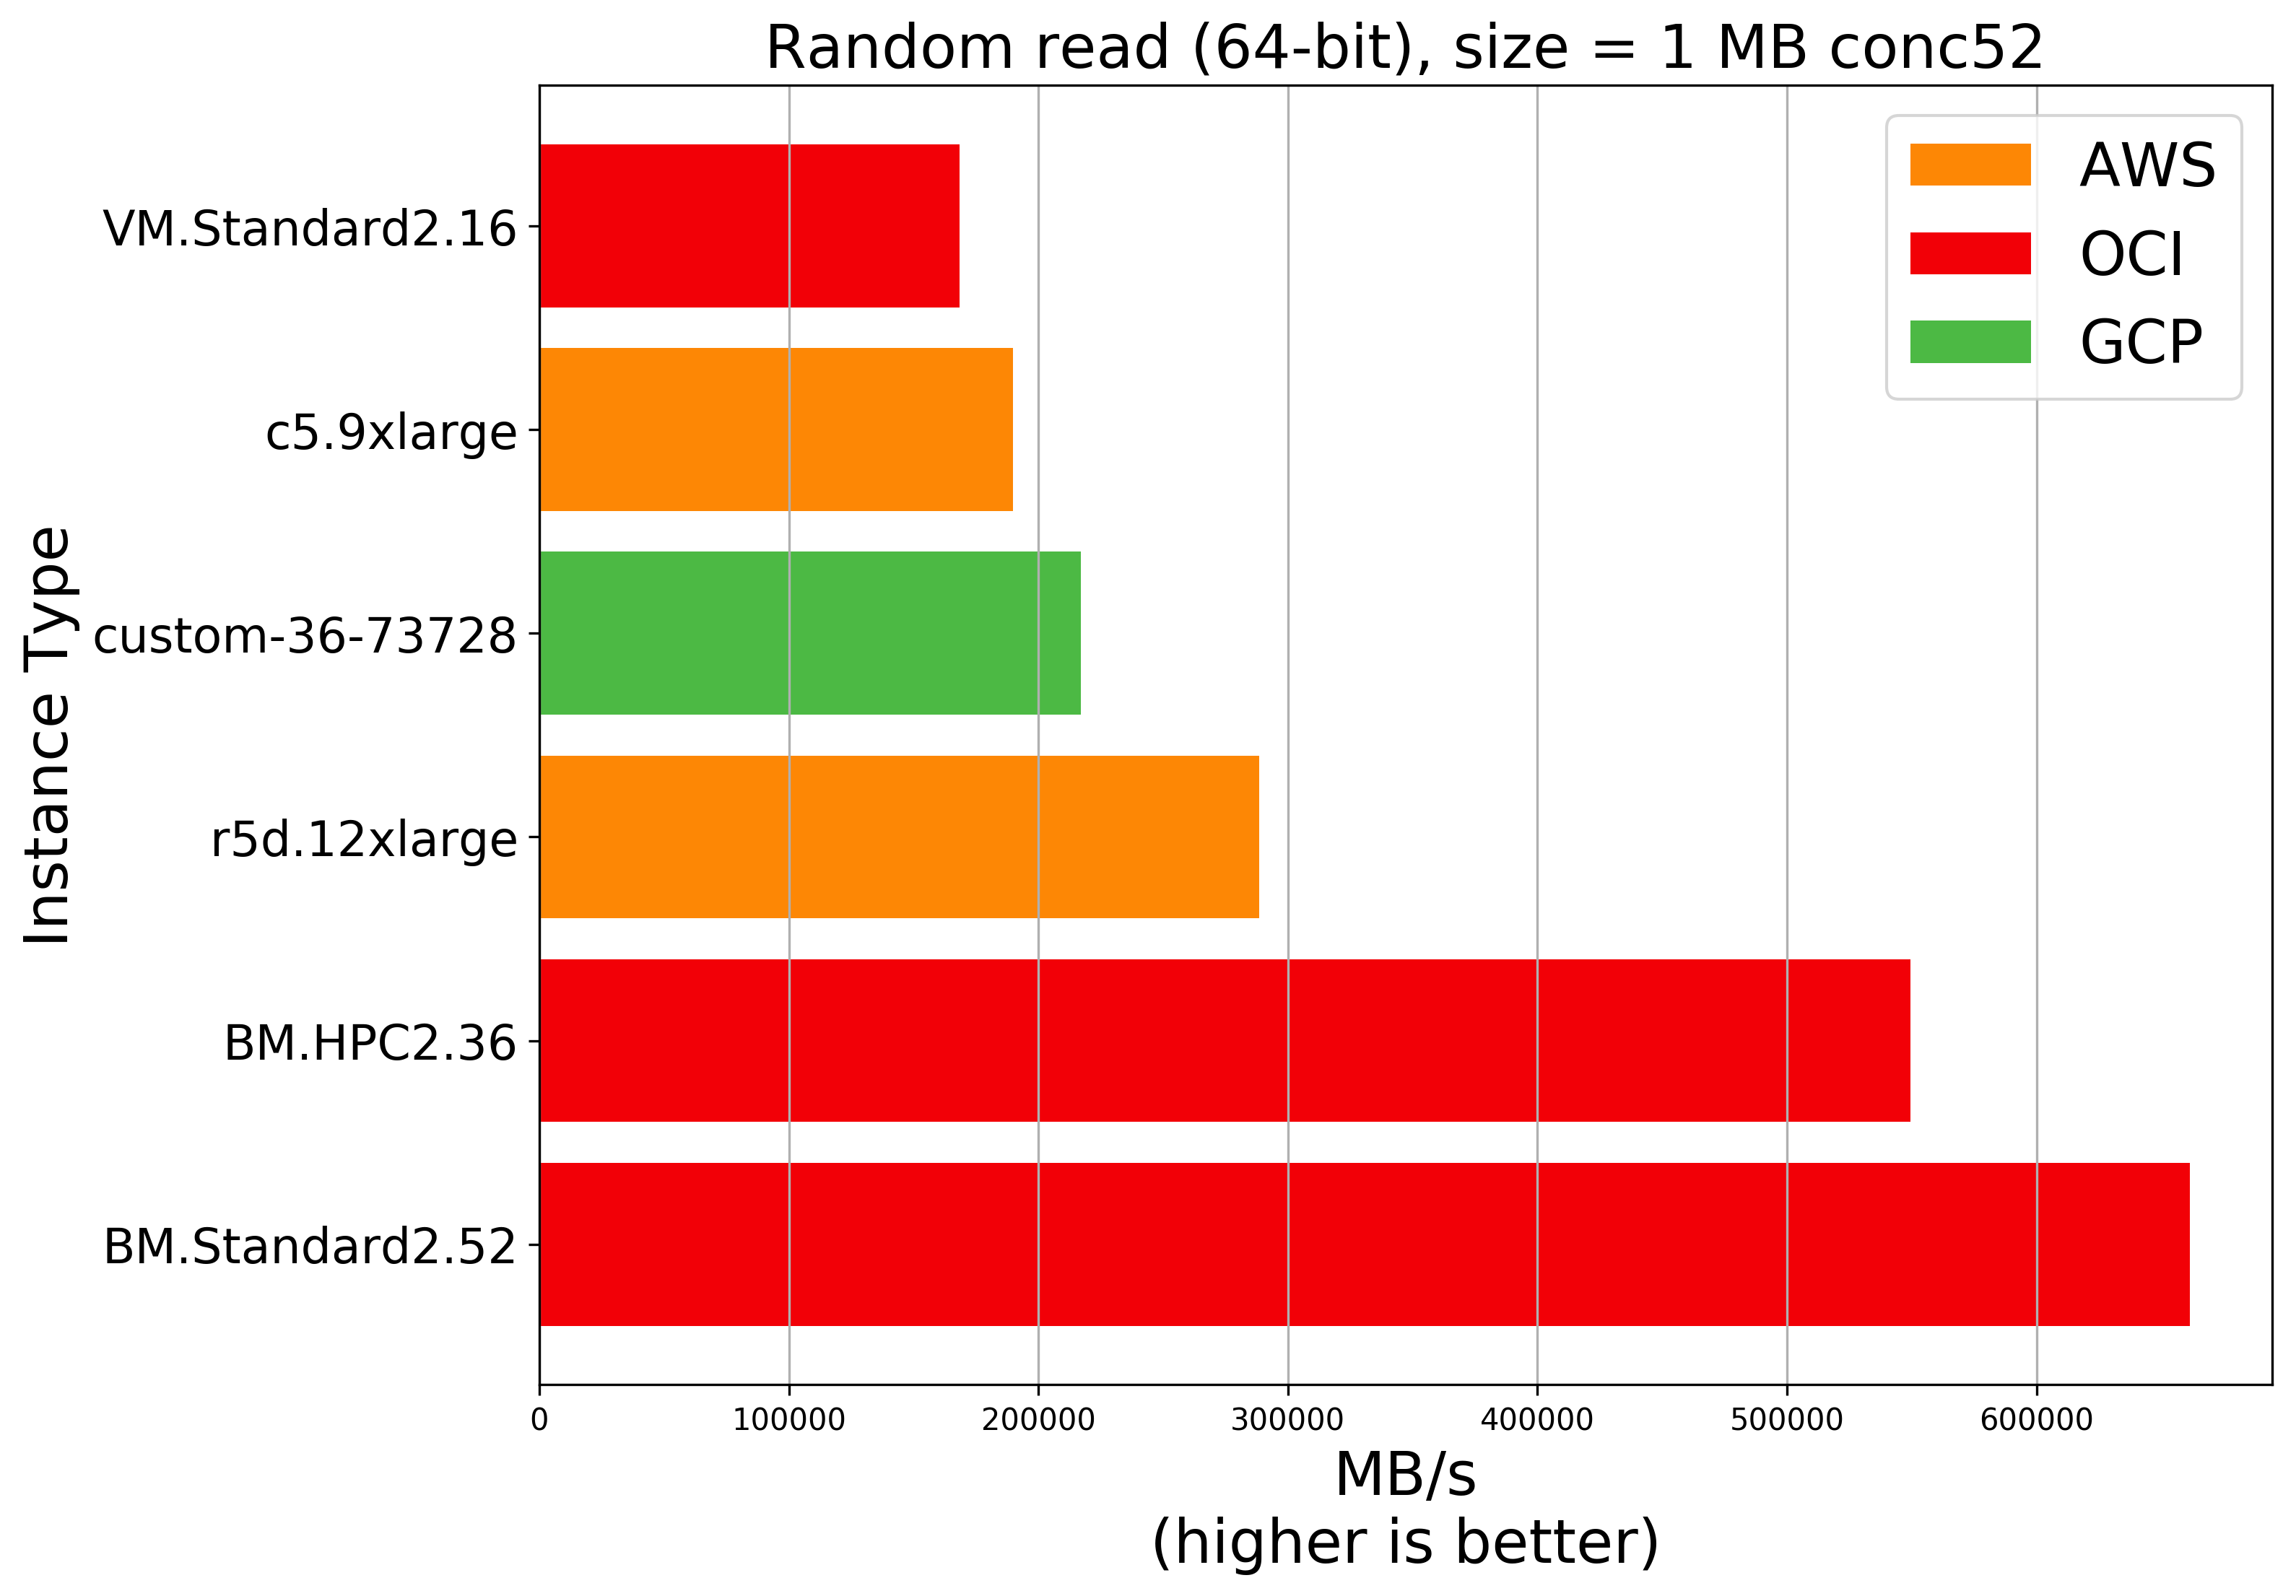 Random read (64-bit), size = 1 MB conc52
AWS
OCI
GCP
Instance Type
VM.Standard2.16
c5.9xlarge
custom-36-73728
r5d.12xlarge
BM.HPC2.36
BM.Standard2.52
0 100000 200000 300000 400000 500000 600000
MB/s
(higher is better)